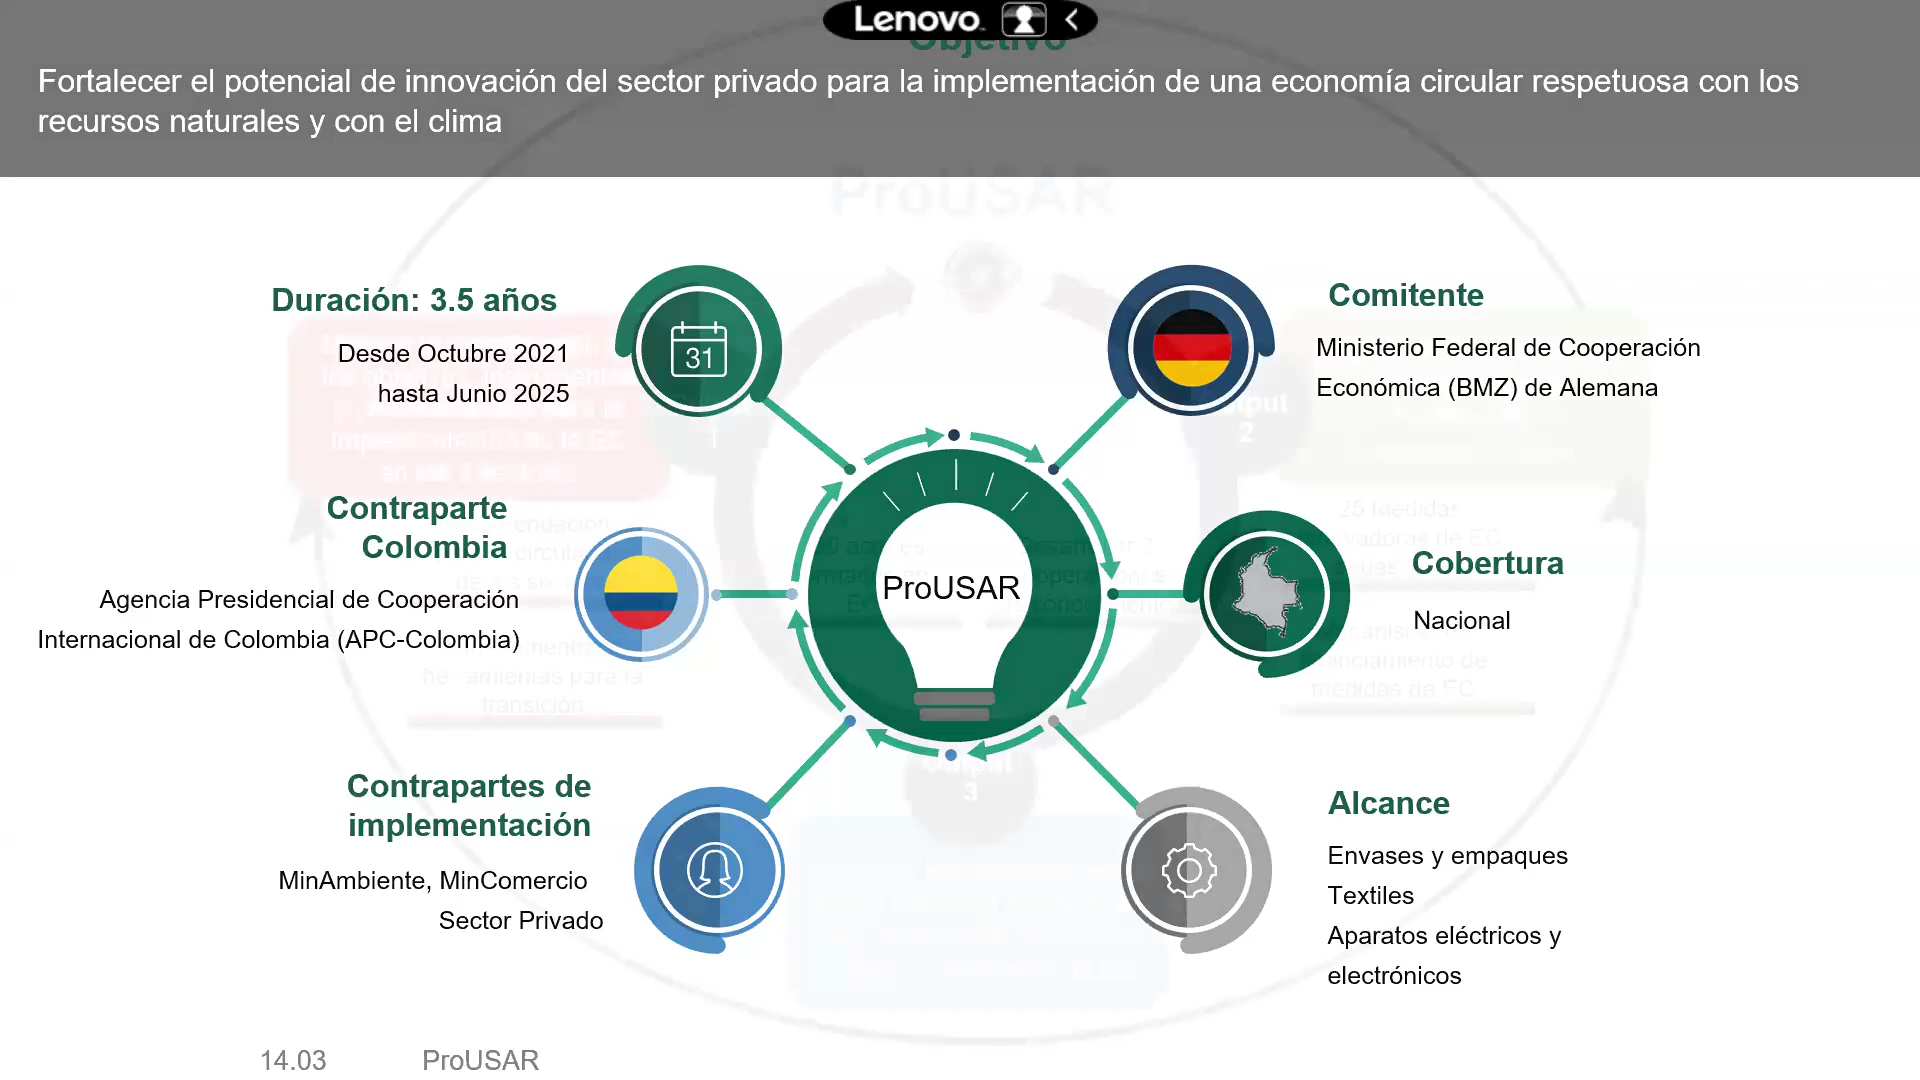 Lenovo
Objetivo
Fortalecer el potencial de innovación del sector privado para la implementación de una economía circular respetuosa con los
recursos naturales y con el clima
ProUSAR
Duración: 3.5 años
Desde Octubre 2021
hasta Junio 2025
31
Comitente
Ministerio Federal de Cooperación
Económica (BMZ) de Alemana
Contraparte
Colombia
Agencia Presidencial de Cooperación
Internacional de Colombia (APC-Colombia)
ProUSAR
Cobertura
Nacional
Contrapartes de
implementación
MinAmbiente, MinComercio
Sector Privado
Alcance
Envases y empaques
Textiles
Aparatos eléctricos y
electrónicos
14.03
ProUSAR